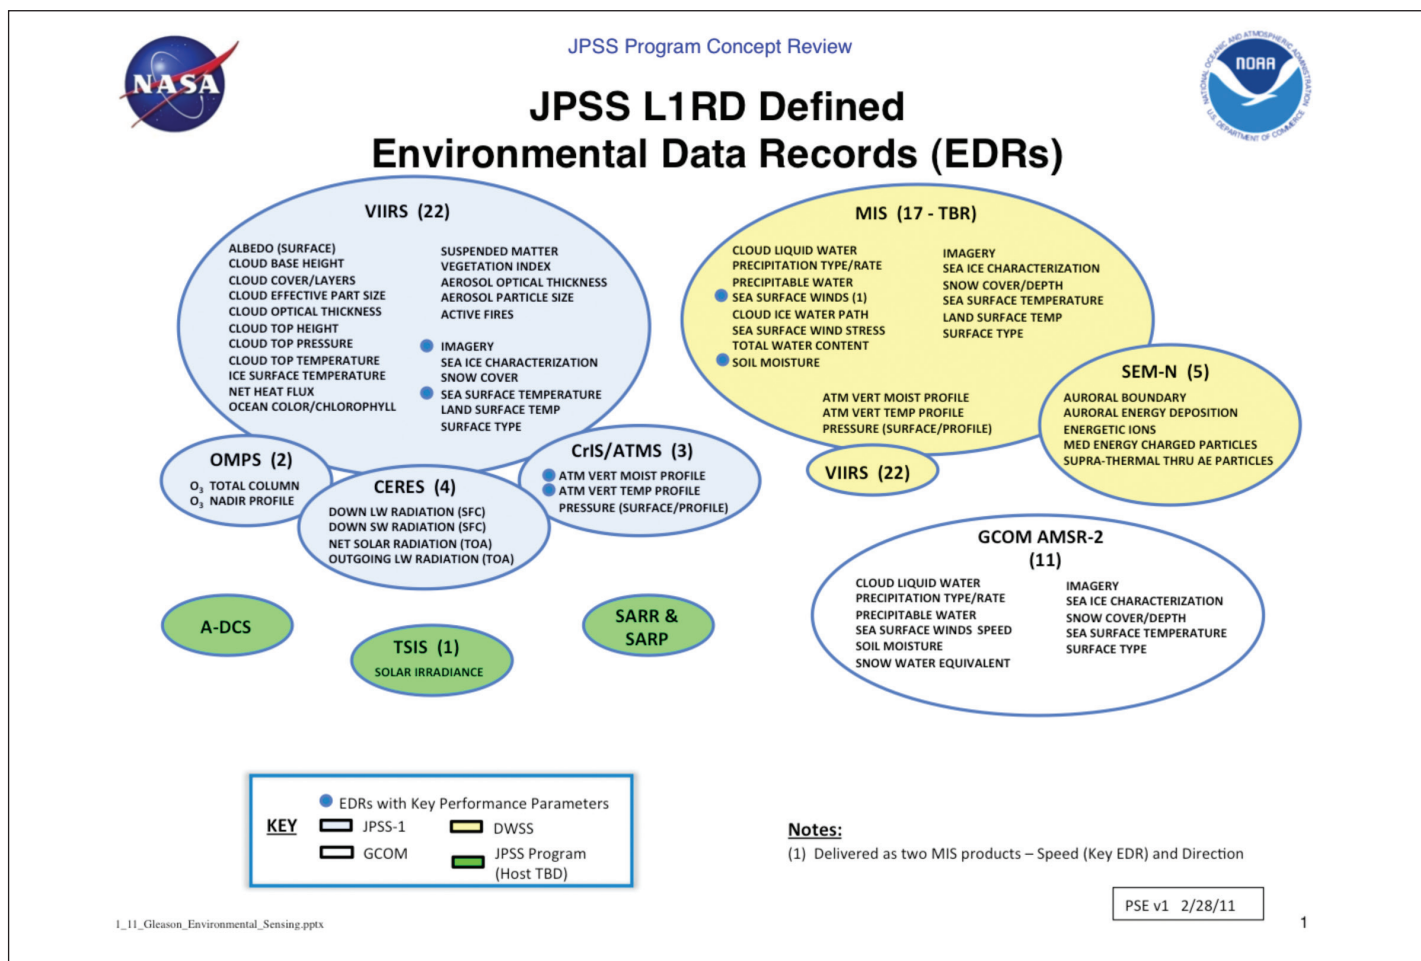 JPSS Program Concept Review
NASA
NOAA
NATIONAL OCEANIC AND ATMOSPHERIC ADMINISTRATION
U.S. DEPARTMENT OF COMMERCE
JPSS L1RD Defined
Environmental Data Records (EDRs)
VIIRS (22)
ALBEDO (SURFACE)
CLOUD BASE HEIGHT
CLOUD COVER/LAYERS
CLOUD EFFECTIVE PART SIZE
CLOUD OPTICAL THICKNESS
CLOUD TOP HEIGHT
CLOUD TOP PRESSURE
CLOUD TOP TEMPERATURE
ICE SURFACE TEMPERATURE
NET HEAT FLUX
OCEAN COLOR/CHLOROPHYLL
SUSPENDED MATTER
VEGETATION INDEX
AEROSOL OPTICAL THICKNESS
AEROSOL PARTICLE SIZE
ACTIVE FIRES
IMAGERY
SEA ICE CHARACTERIZATION
SNOW COVER
SEA SURFACE TEMPERATURE
LAND SURFACE TEMP
SURFACE TYPE
MIS (17 - TBR)
CLOUD LIQUID WATER
PRECIPITATION TYPE/RATE
PRECIPITABLE WATER
SEA SURFACE WINDS (1)
CLOUD ICE WATER PATH
SEA SURFACE WIND STRESS
TOTAL WATER CONTENT
SOIL MOISTURE
IMAGERY
SEA ICE CHARACTERIZATION
SNOW COVER/DEPTH
SEA SURFACE TEMPERATURE
LAND SURFACE TEMP
SURFACE TYPE
ATM VERT MOIST PROFILE
ATM VERT TEMP PROFILE
PRESSURE (SURFACE/PROFILE)
SEM-N (5)
AURORAL BOUNDARY
AURORAL ENERGY DEPOSITION
ENERGETIC IONS
MED ENERGY CHARGED PARTICLES
SUPRA-THERMAL THRU AE PARTICLES
OMPS (2)
O3 TOTAL COLUMN
O3 NADIR PROFILE
CERES (4)
DOWN LW RADIATION (SFC)
DOWN SW RADIATION (SFC)
NET SOLAR RADIATION (TOA)
OUTGOING LW RADIATION (TOA)
CrIS/ATMS (3)
ATM VERT MOIST PROFILE
ATM VERT TEMP PROFILE
PRESSURE (SURFACE/PROFILE)
VIIRS (22)
GCOM AMSR-2
(11)
CLOUD LIQUID WATER
PRECIPITATION TYPE/RATE
PRECIPITABLE WATER
SEA SURFACE WINDS SPEED
SOIL MOISTURE
SNOW WATER EQUIVALENT
IMAGERY
SEA ICE CHARACTERIZATION
SNOW COVER/DEPTH
SEA SURFACE TEMPERATURE
SURFACE TYPE
A-DCS
TSIS (1)
SOLAR IRRADIANCE
SARR &
SARP
KEY
EDRs with Key Performance Parameters
JPSS-1
DWSS
GCOM
JPSS Program
(Host TBD)
Notes:
(1) Delivered as two MIS products – Speed (Key EDR) and Direction
PSE v1 2/28/11
1_11_Gleason_Environmental_Sensing.pptx
1